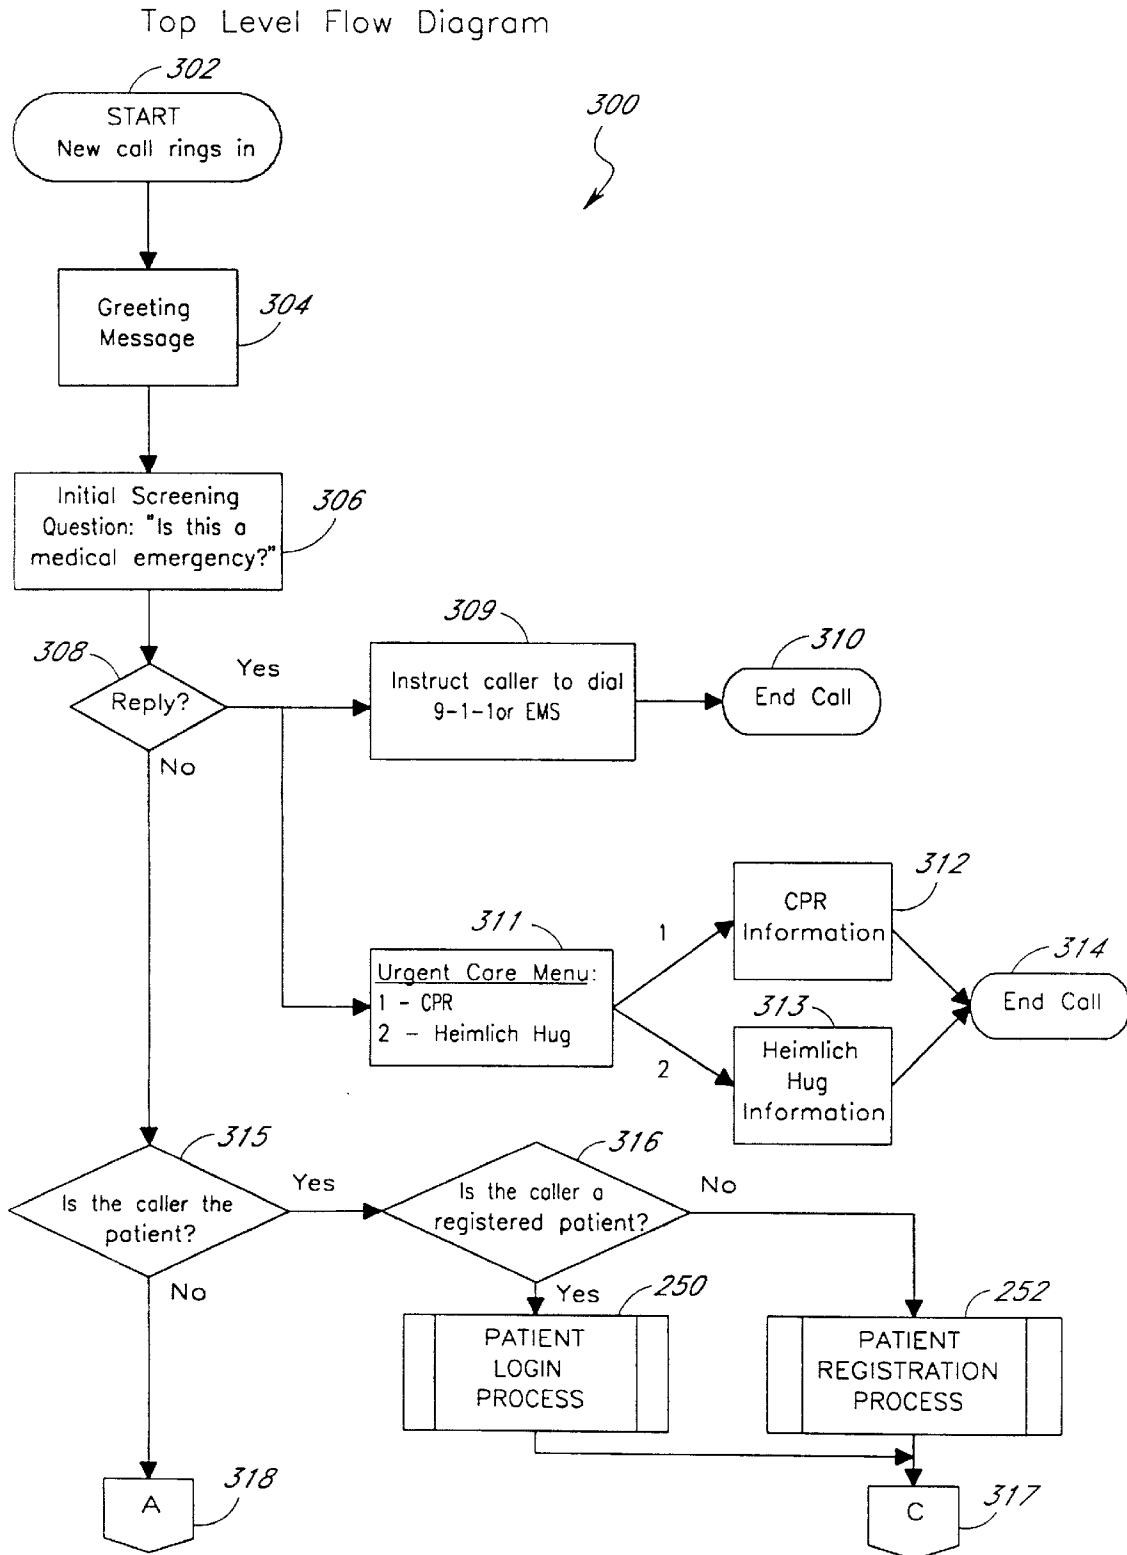 Top Level Flow Diagram
302
START
New call rings in
300
Greeting
Message
304
Initial Screening
Question: "Is this a
medical emergency?"
306
308
Reply?
Yes
No
309
Instruct caller to dial
9-1-1or EMS
310
End Call
311
Urgent Care Menu:
1 - CPR
2 - Heimlich Hug
1
2
312
CPR
Information
313
Heimlich
Hug
Information
314
End Call
315
Is the caller the
patient?
Yes
No
316
Is the caller a
registered patient?
No
Yes
250
PATIENT
LOGIN
PROCESS
252
PATIENT
REGISTRATION
PROCESS
A
318
C
317